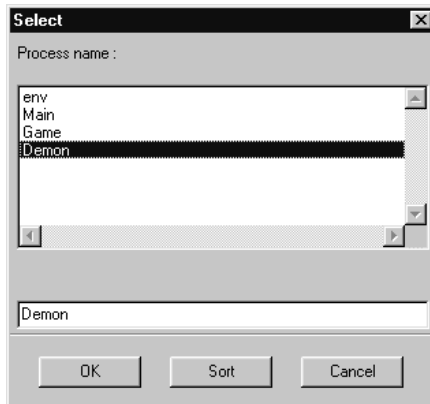 Select
Process name :
env
Main
Game
Demon
Demon
OK Sort Cancel